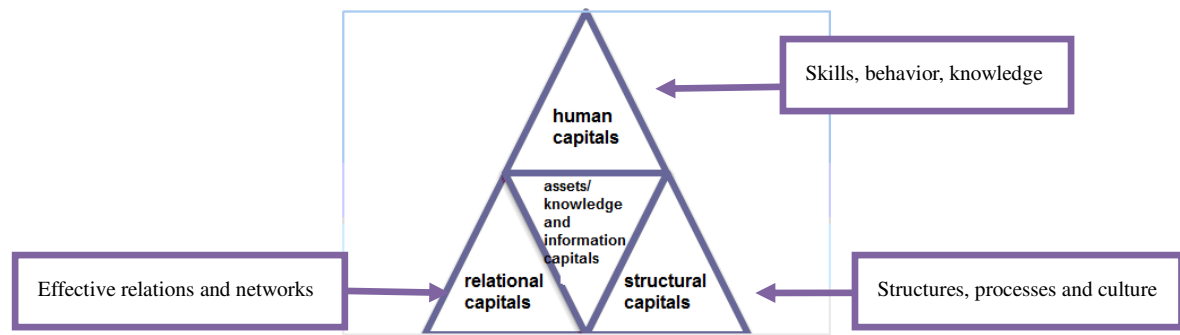 Skills, behavior, knowledge
human
capitals
assets/
knowledge
and
information
capitals
Effective relations and networks
relational
capitals
structural
capitals
Structures, processes and culture